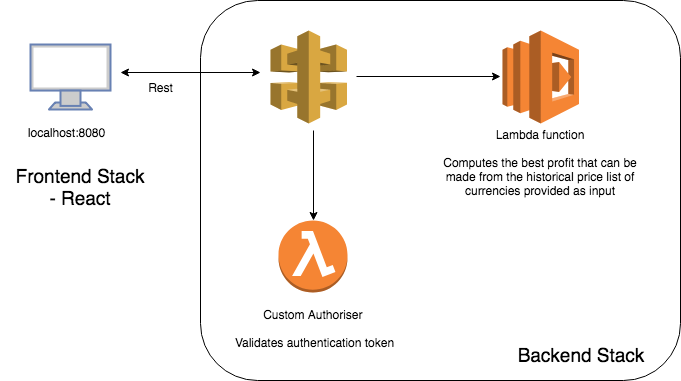 Rest
localhost:8080
Frontend Stack
- React
Lambda function
Computes the best profit that can be
made from the historical price list of
currencies provided as input
Custom Authoriser
Validates authentication token
Backend Stack